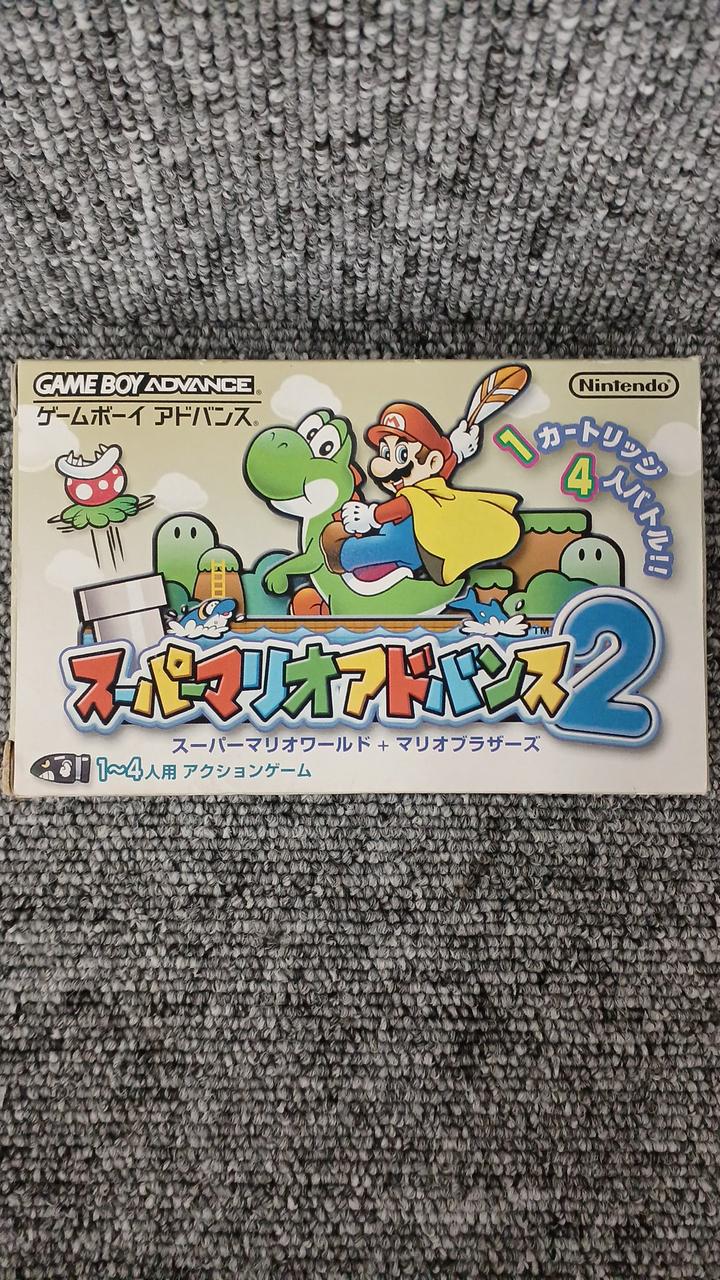 GAME BOY ADVANCE®
ゲームボーイ アドバンス®
Nintendo®
1カートリッジ
4人バトル!!
スーパーマリオアドバンス2
TM
スーパーマリオワールド + マリオブラザーズ
1〜4人用 アクションゲーム